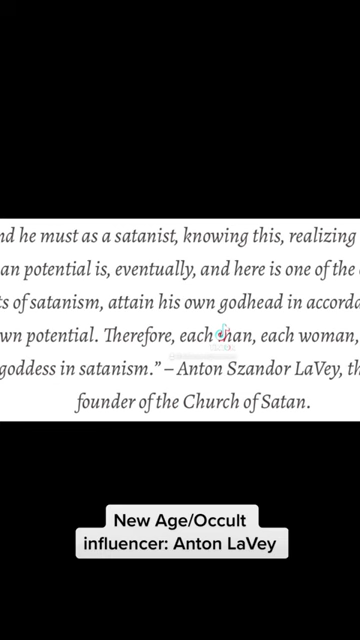 nd he must as a satanist, knowing this, realizing
an potential is, eventually, and here is one of the
ts of satanism, attain his own godhead in accorda
wn potential. Therefore, each man, each woman,
goddess in satanism.” – Anton Szandor LaVey, th
founder of the Church of Satan.
New Age/Occult
influencer: Anton LaVey